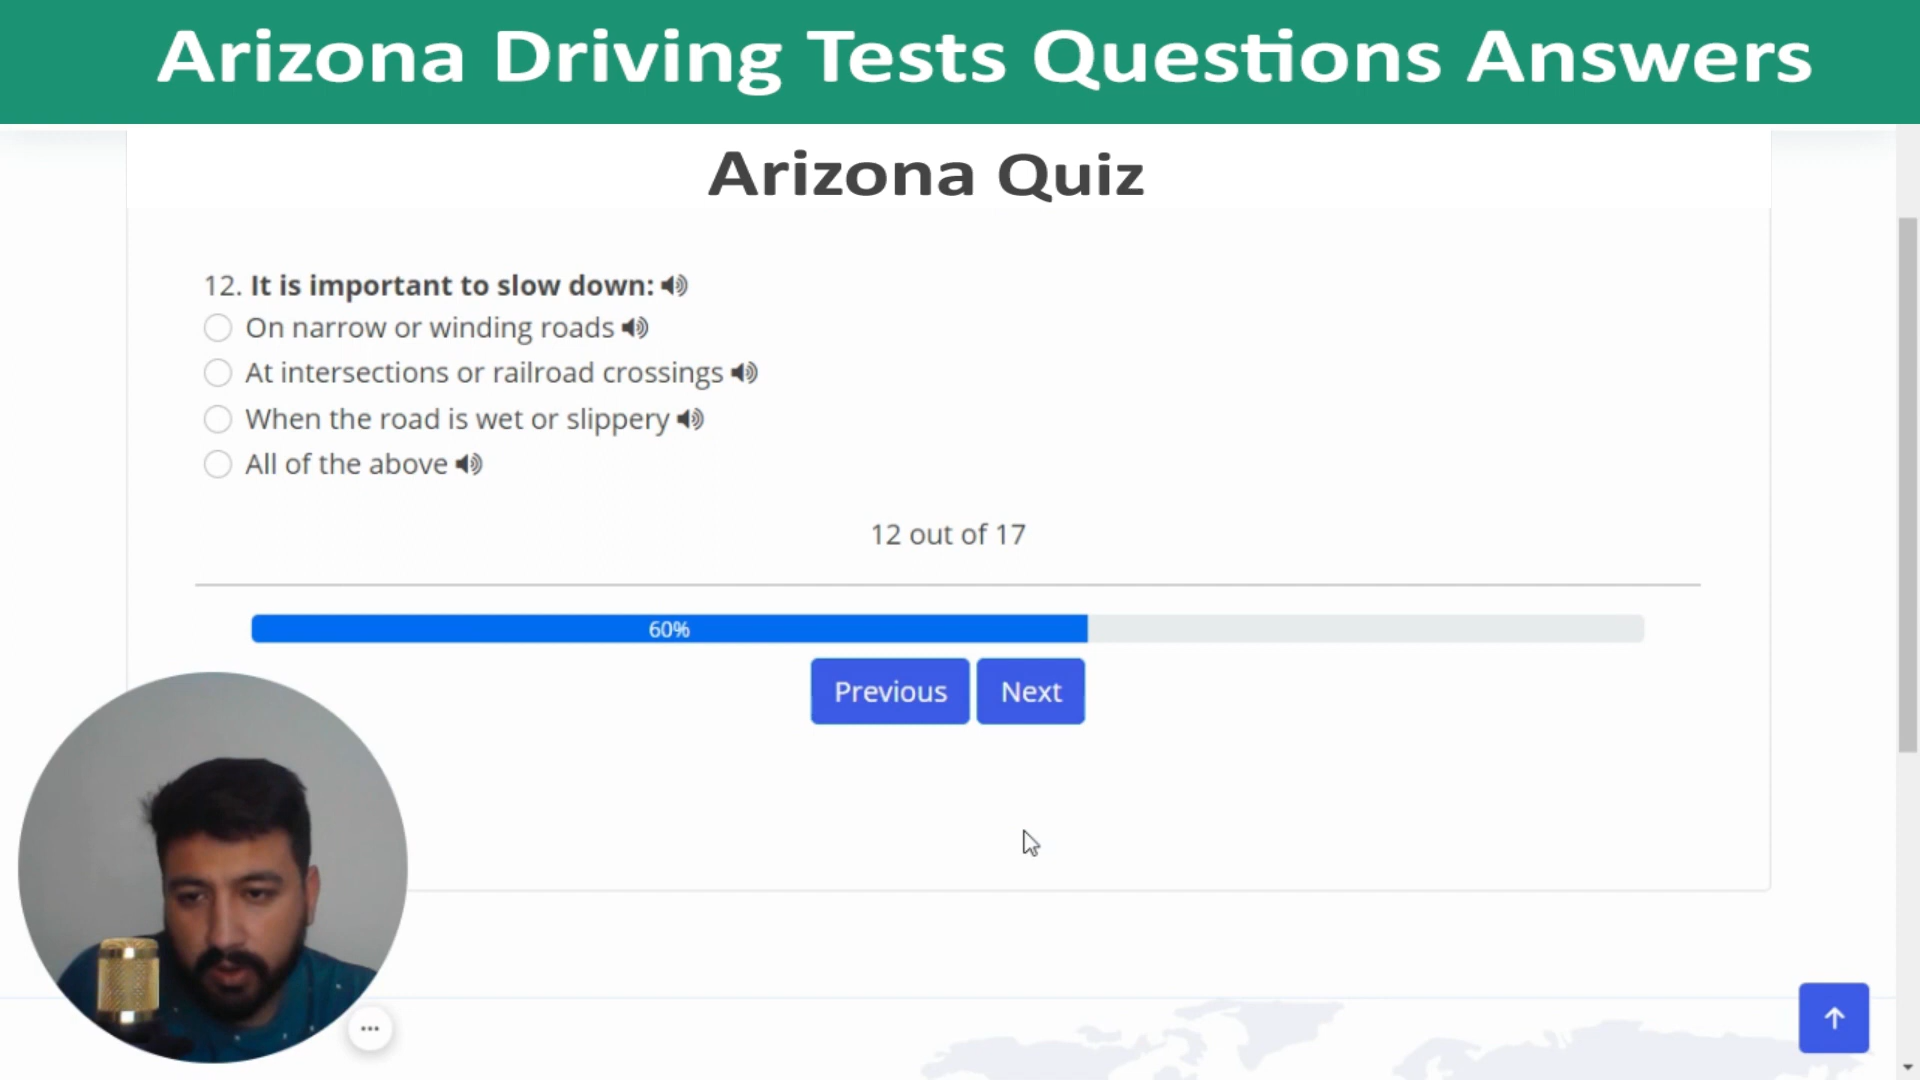 Arizona Driving Tests Questions Answers
Arizona Quiz
12. It is important to slow down:
On narrow or winding roads
At intersections or railroad crossings
When the road is wet or slippery
All of the above
12 out of 17
60%
Previous Next